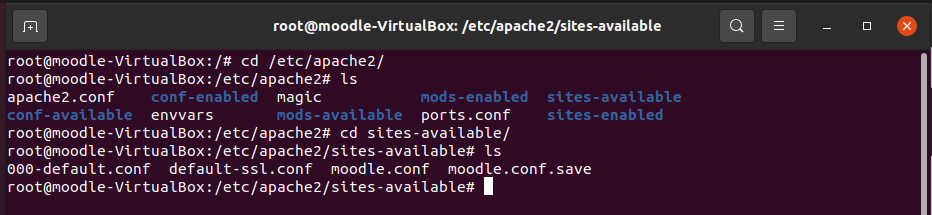 root@moodle-VirtualBox: /etc/apache2/sites-available
root@moodle-VirtualBox:/# cd /etc/apache2/
root@moodle-VirtualBox:/etc/apache2# ls
apache2.conf    conf-enabled  magic           mods-enabled  sites-available
conf-available  envvars       mods-available  ports.conf    sites-enabled
root@moodle-VirtualBox:/etc/apache2# cd sites-available/
root@moodle-VirtualBox:/etc/apache2/sites-available# ls
000-default.conf  default-ssl.conf  moodle.conf  moodle.conf.save
root@moodle-VirtualBox:/etc/apache2/sites-available#